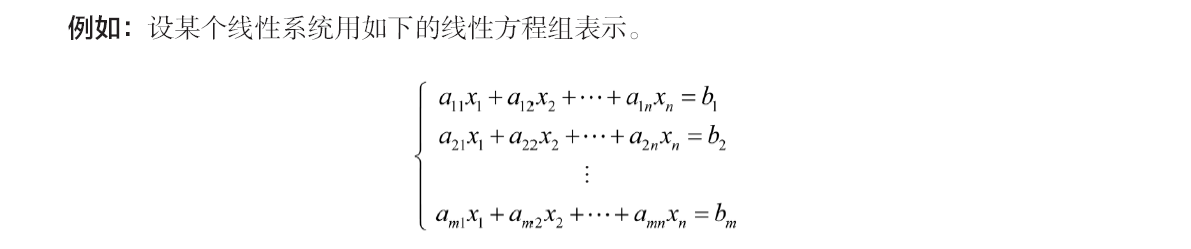 例如：设某个线性系统用如下的线性方程组表示。
a₁₁x₁ + a₁₂x₂ + ⋯ + a₁ₙxₙ = b₁
a₂₁x₁ + a₂₂x₂ + ⋯ + a₂ₙxₙ = b₂
⋮
aₘ₁x₁ + aₘ₂x₂ + ⋯ + aₘₙxₙ = bₘ